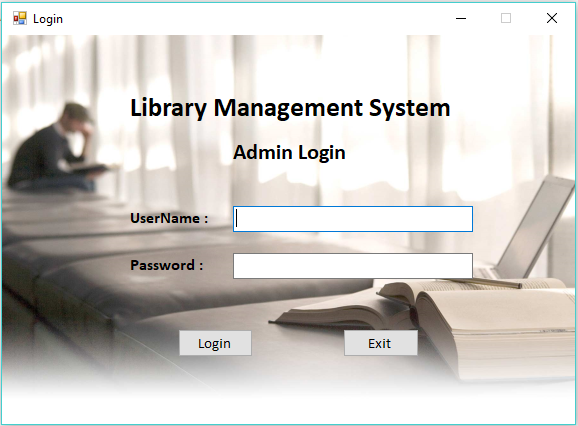 Login
Library Management System
Admin Login
UserName :
Password :
Login Exit